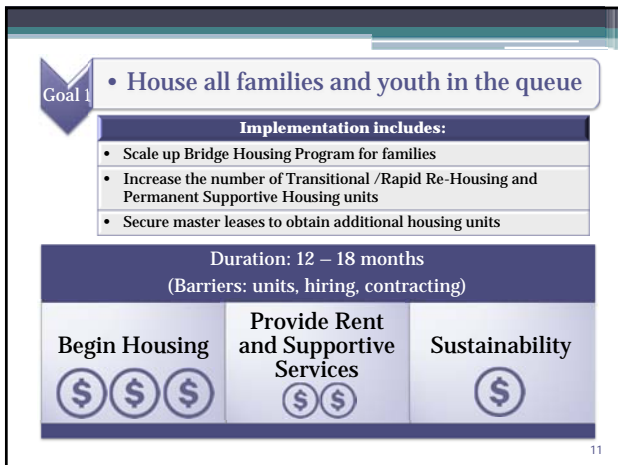 Goal 1
• House all families and youth in the queue
Implementation includes:
• Scale up Bridge Housing Program for families
• Increase the number of Transitional /Rapid Re-Housing and
Permanent Supportive Housing units
• Secure master leases to obtain additional housing units
Duration: 12 – 18 months
(Barriers: units, hiring, contracting)
Begin Housing
$ $ $
Provide Rent
and Supportive
Services
$ $
Sustainability
$
11